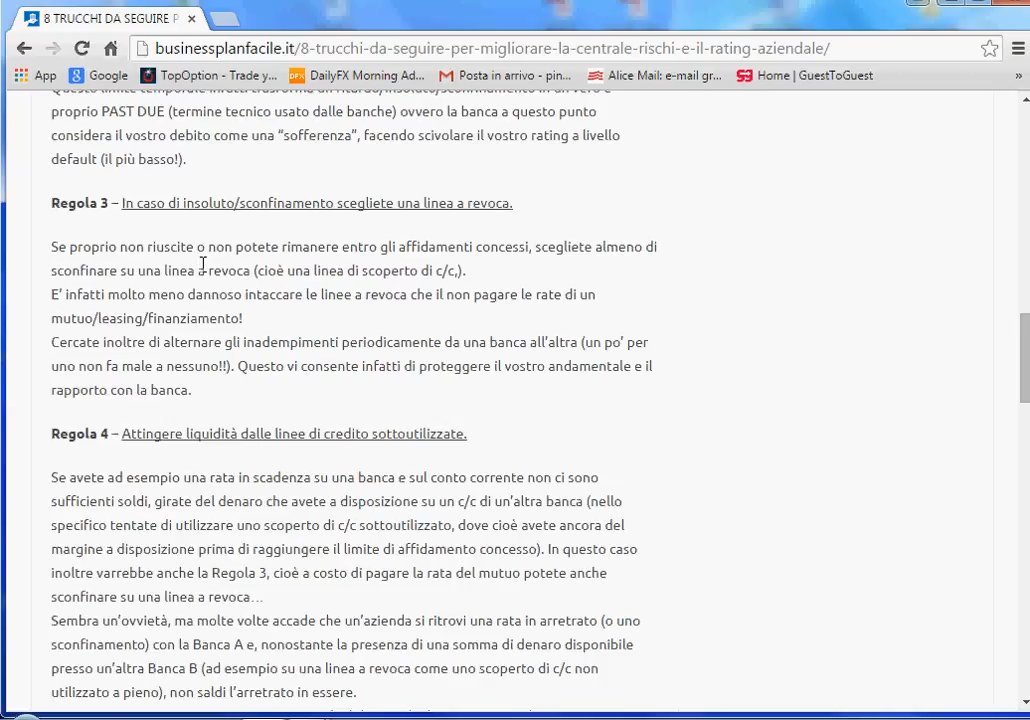 8 TRUCCHI DA SEGUIRE P
businesspianfacile.it/8-trucchi-da-seguire-per-migliorare-la-centrale-rischi-e-il-rating-aziendale/
App Google TopOption - Trade y... DailyFX Morning Ad... Posta in arrivo - pin... Alice Mail: e-mail gr... Home | GuestToGuest »
Questo limite temporale infatti trasforma un ritardo/insoluto/sconfinamento in un vero e
proprio PAST DUE (termine tecnico usato dalle banche) ovvero la banca a questo punto
considera il vostro debito come una “sofferenza”, facendo scivolare il vostro rating a livello
default (il più basso!).
Regola 3 – In caso di insoluto/sconfinamento scegliete una linea a revoca.
Se proprio non riuscite o non potete rimanere entro gli affidamenti concessi, scegliete almeno di
sconfinare su una linea a revoca (cioè una linea di scoperto di c/c,).
E’ infatti molto meno dannoso intaccare le linee a revoca che il non pagare le rate di un
mutuo/leasing/finanziamento!
Cercate inoltre di alternare gli inadempimenti periodicamente da una banca all’altra (un po’ per
uno non fa male a nessuno!!). Questo vi consente infatti di proteggere il vostro andamentale e il
rapporto con la banca.
Regola 4 – Attingere liquidità dalle linee di credito sottoutilizzate.
Se avete ad esempio una rata in scadenza su una banca e sul conto corrente non ci sono
sufficienti soldi, girate del denaro che avete a disposizione su un c/c di un’altra banca (nello
specifico tentate di utilizzare uno scoperto di c/c sottoutilizzato, dove cioè avete ancora del
margine a disposizione prima di raggiungere il limite di affidamento concesso). In questo caso
inoltre varrebbe anche la Regola 3, cioè a costo di pagare la rata del mutuo potete anche
sconfinare su una linea a revoca…
Sembra un’ovvietà, ma molte volte accade che un’azienda si ritrovi una rata in arretrato (o uno
sconfinamento) con la Banca A e, nonostante la presenza di una somma di denaro disponibile
presso un’altra Banca B (ad esempio su una linea a revoca come uno scoperto di c/c non
utilizzato a pieno), non saldi l’arretrato in essere.